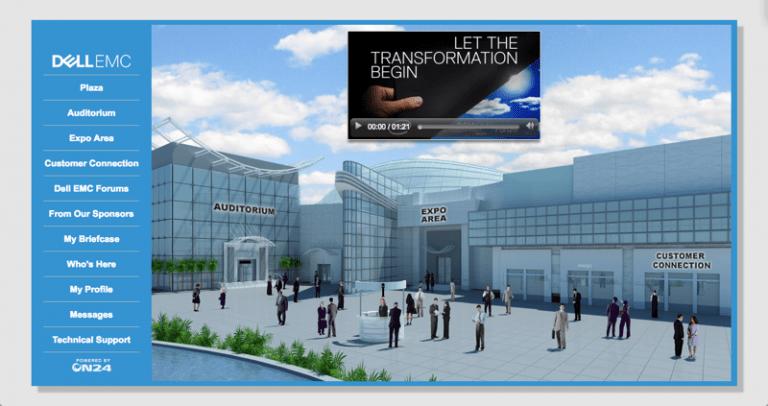 DELLEMC
Plaza
Auditorium
Expo Area
Customer Connection
Dell EMC Forums
From Our Sponsors
My Briefcase
Who's Here
My Profile
Messages
Technical Support
POWERED BY
ON24
LET THE
TRANSFORMATION
BEGIN
00:00 / 01:21
AUDITORIUM
EXPO
AREA
CUSTOMER
CONNECTION